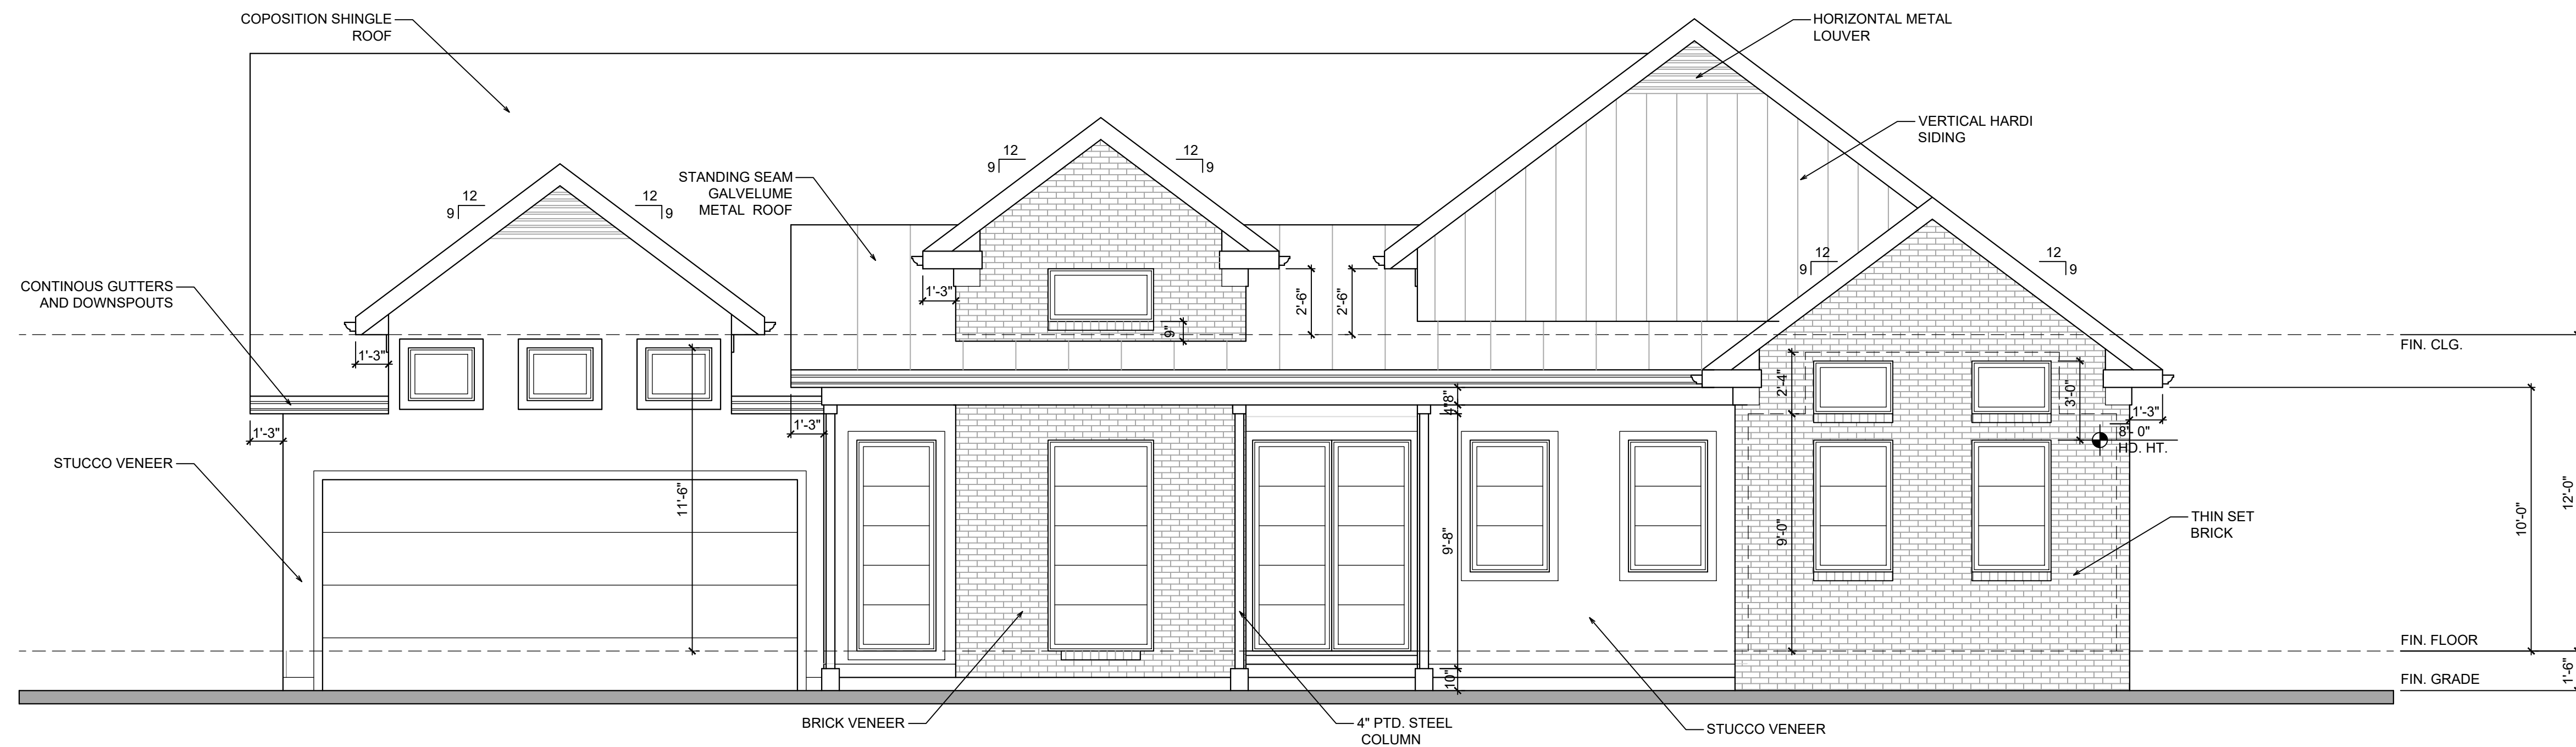 COPOSITION SHINGLE
ROOF
HORIZONTAL METAL
LOUVER
VERTICAL HARDI
SIDING
12
9
12
9
STANDING SEAM
GALVELUME
METAL ROOF
12
9
12
9
12
9
12
9
CONTINOUS GUTTERS
AND DOWNSPOUTS
1'-3"
2'-6"
2'-6"
9"
FIN. CLG.
1'-3"
2'-4"
3'-0"
1'-3"
8"
4"
1'-3"
1'-3"
8'- 0"
HD. HT.
STUCCO VENEER
11'-6"
9'-8"
9'-0"
10'-0"
12'-0"
THIN SET
BRICK
FIN. FLOOR
10"
1'-6"
FIN. GRADE
BRICK VENEER
4" PTD. STEEL
COLUMN
STUCCO VENEER